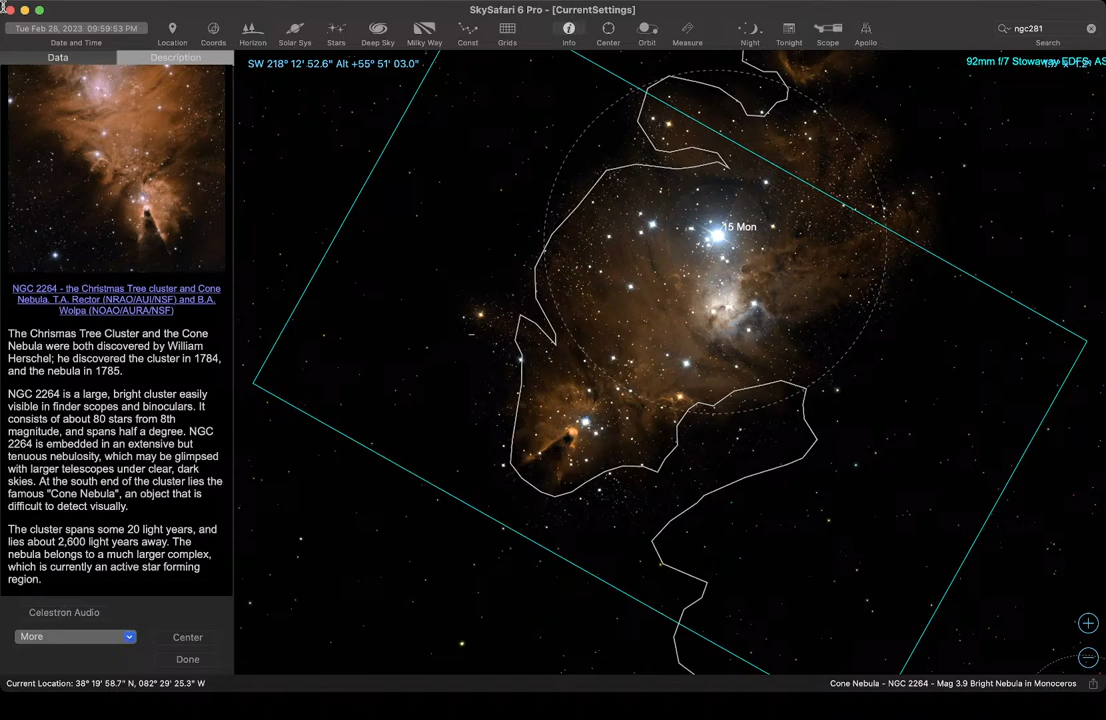 SkySafari 6 Pro - [CurrentSettings]
Tue Feb 28, 2023 09:59:53 PM
Date and Time
Location
Coords
Horizon
Solar Sys
Stars
Deep Sky
Milky Way
Const
Grids
Info
Center
Orbit
Measure
Night
Tonight
Scope
Apollo
ngc281
Search
Data
Description
SW 218° 12' 52.6" Alt +55° 51' 03.0"
92mm f/7 Stowaway EDFS: AS
15 Mon
NGC 2264 - the Christmas Tree cluster and Cone
Nebula. T.A. Rector (NRAO/AUI/NSF) and B.A.
Wolpa (NOAO/AURA/NSF)
The Chrismas Tree Cluster and the Cone
Nebula were both discovered by William
Herschel; he discovered the cluster in 1784,
and the nebula in 1785.
NGC 2264 is a large, bright cluster easily
visible in finder scopes and binoculars. It
consists of about 80 stars from 8th
magnitude, and spans half a degree. NGC
2264 is embedded in an extensive but
tenuous nebulosity, which may be glimpsed
with larger telescopes under clear, dark
skies. At the south end of the cluster lies the
famous "Cone Nebula", an object that is
difficult to detect visually.
The cluster spans some 20 light years, and
lies about 2,600 light years away. The
nebula belongs to a much larger complex,
which is currently an active star forming
region.
Celestron Audio
More
Center
Done
Current Location: 38° 19' 58.7" N, 082° 29' 25.3" W
Cone Nebula - NGC 2264 - Mag 3.9 Bright Nebula in Monoceros